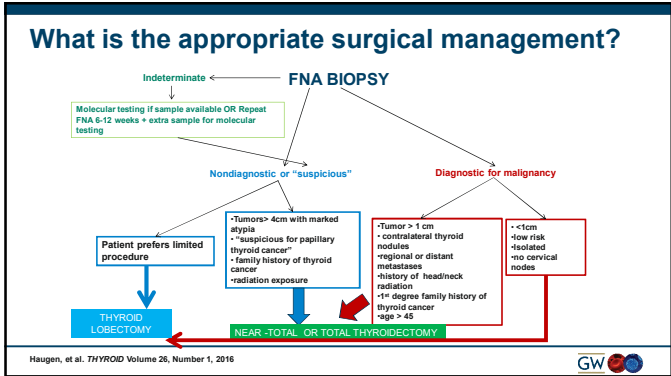 What is the appropriate surgical management?
Indeterminate
FNA BIOPSY
Molecular testing if sample available OR Repeat
FNA 6-12 weeks + extra sample for molecular
testing
Nondiagnostic or “suspicious”
Diagnostic for malignancy
Patient prefers limited
procedure
•Tumors> 4cm with marked
atypia
• “suspicious for papillary
thyroid cancer”
• family history of thyroid
cancer
•radiation exposure
•Tumor > 1 cm
• contralateral thyroid
nodules
•regional or distant
metastases
•history of head/neck
radiation
•1st degree family history of
thyroid cancer
•age > 45
• <1cm
•low risk
•Isolated
•no cervical
nodes
THYROID
LOBECTOMY
NEAR -TOTAL OR TOTAL THYROIDECTOMY
Haugen, et al. THYROID Volume 26, Number 1, 2016
GW